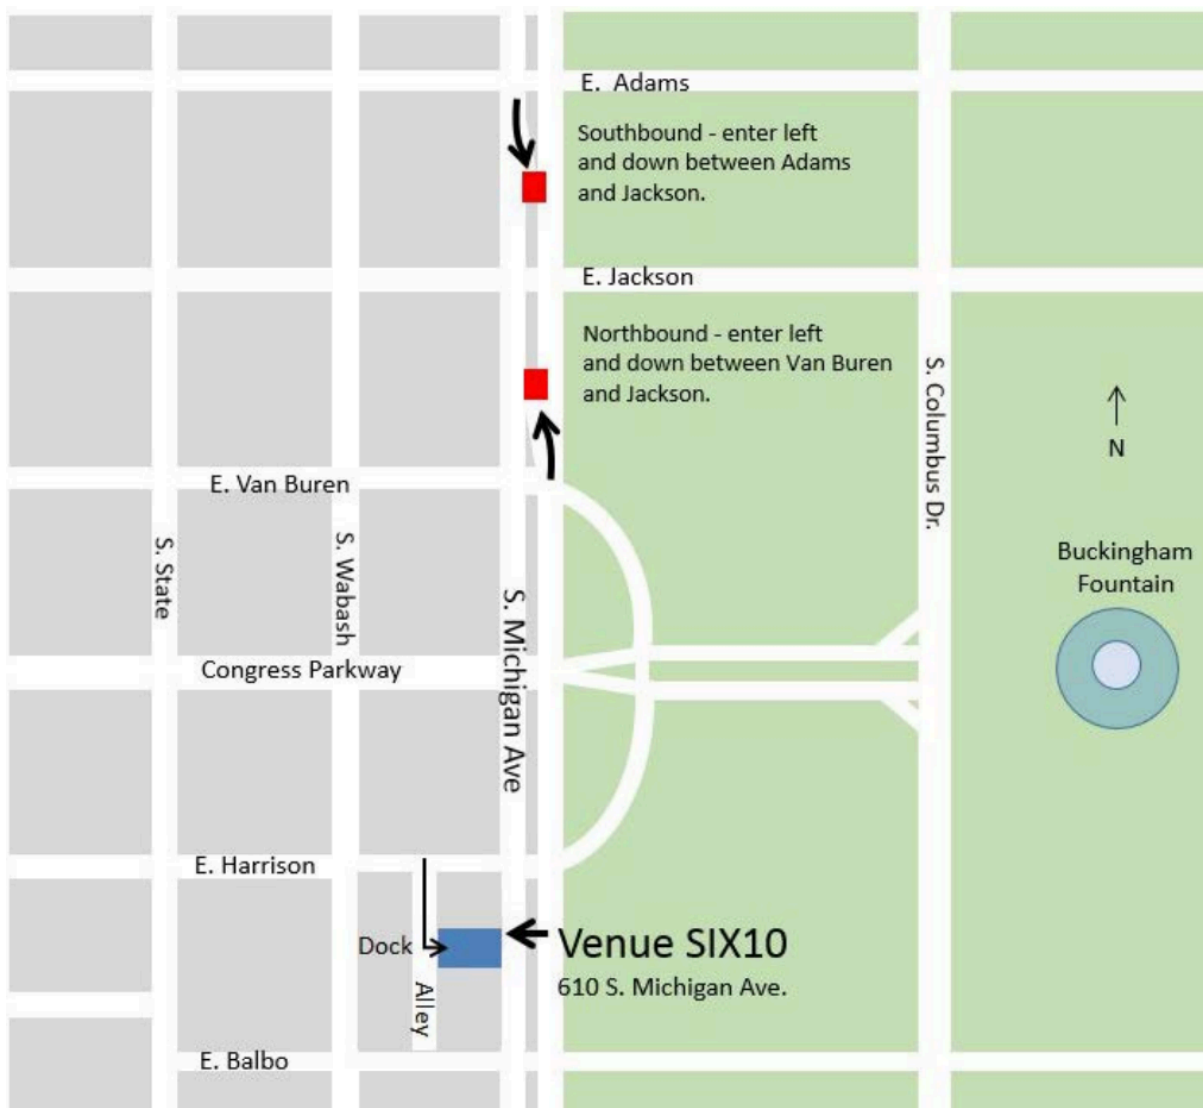 E. Adams
Southbound - enter left
and down between Adams
and Jackson.
E. Jackson
Northbound - enter left
and down between Van Buren
and Jackson.
S. Columbus Dr.
N
E. Van Buren
S. State
S. Wabash
S. Michigan Ave
Buckingham
Fountain
Congress Parkway
E. Harrison
Dock
Venue SIX10
610 S. Michigan Ave.
Alley
E. Balbo